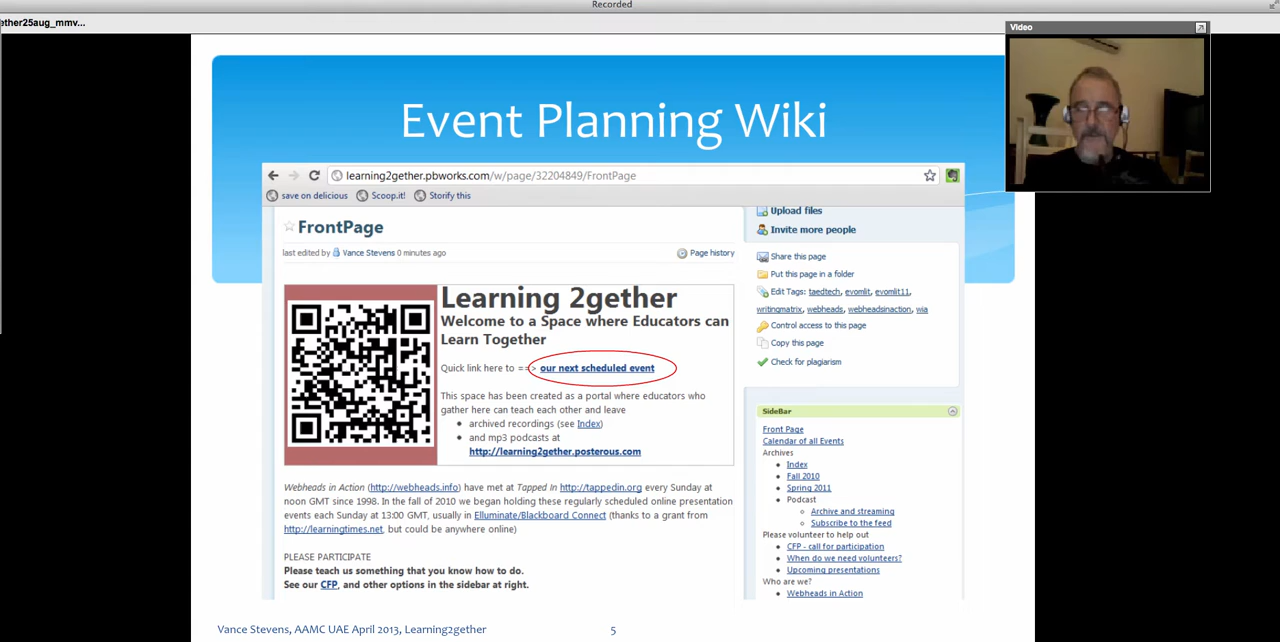 Recorded
ether25aug_mmv...
Video
Event Planning Wiki
learning2gether.pbworks.com/w/page/32204849/FrontPage
save on delicious Scoop.it! Storify this
FrontPage
last edited by Vance Stevens 0 minutes ago Page history
Learning 2gether
Welcome to a Space where Educators can
Learn Together
Quick link here to ==> our next scheduled event
This space has been created as a portal where educators who
gather here can teach each other and leave
• archived recordings (see Index)
• and mp3 podcasts at
http://learning2gether.posterous.com
Webheads in Action (http://webheads.info) have met at Tapped In http://tappedin.org every Sunday at
noon GMT since 1998. In the fall of 2010 we began holding these regularly scheduled online presentation
events each Sunday at 13:00 GMT, usually in Elluminate/Blackboard Connect (thanks to a grant from
http://learningtimes.net, but could be anywhere online)
PLEASE PARTICIPATE
Please teach us something that you know how to do.
See our CFP, and other options in the sidebar at right.
Upload files
Invite more people
Share this page
Put this page in a folder
Edit Tags: taedtech, evomlit, evomlit11,
writingmatrix, webheads, webheadsinaction, wia
Control access to this page
Copy this page
Check for plagiarism
SideBar
Front Page
Calendar of all Events
Archives
• Index
• Fall 2010
• Spring 2011
• Podcast
○ Archive and streaming
○ Subscribe to the feed
Please volunteer to help out
• CFP - call for participation
• When do we need volunteers?
• Upcoming presentations
Who are we?
• Webheads in Action
Vance Stevens, AAMC UAE April 2013, Learning2gether 5